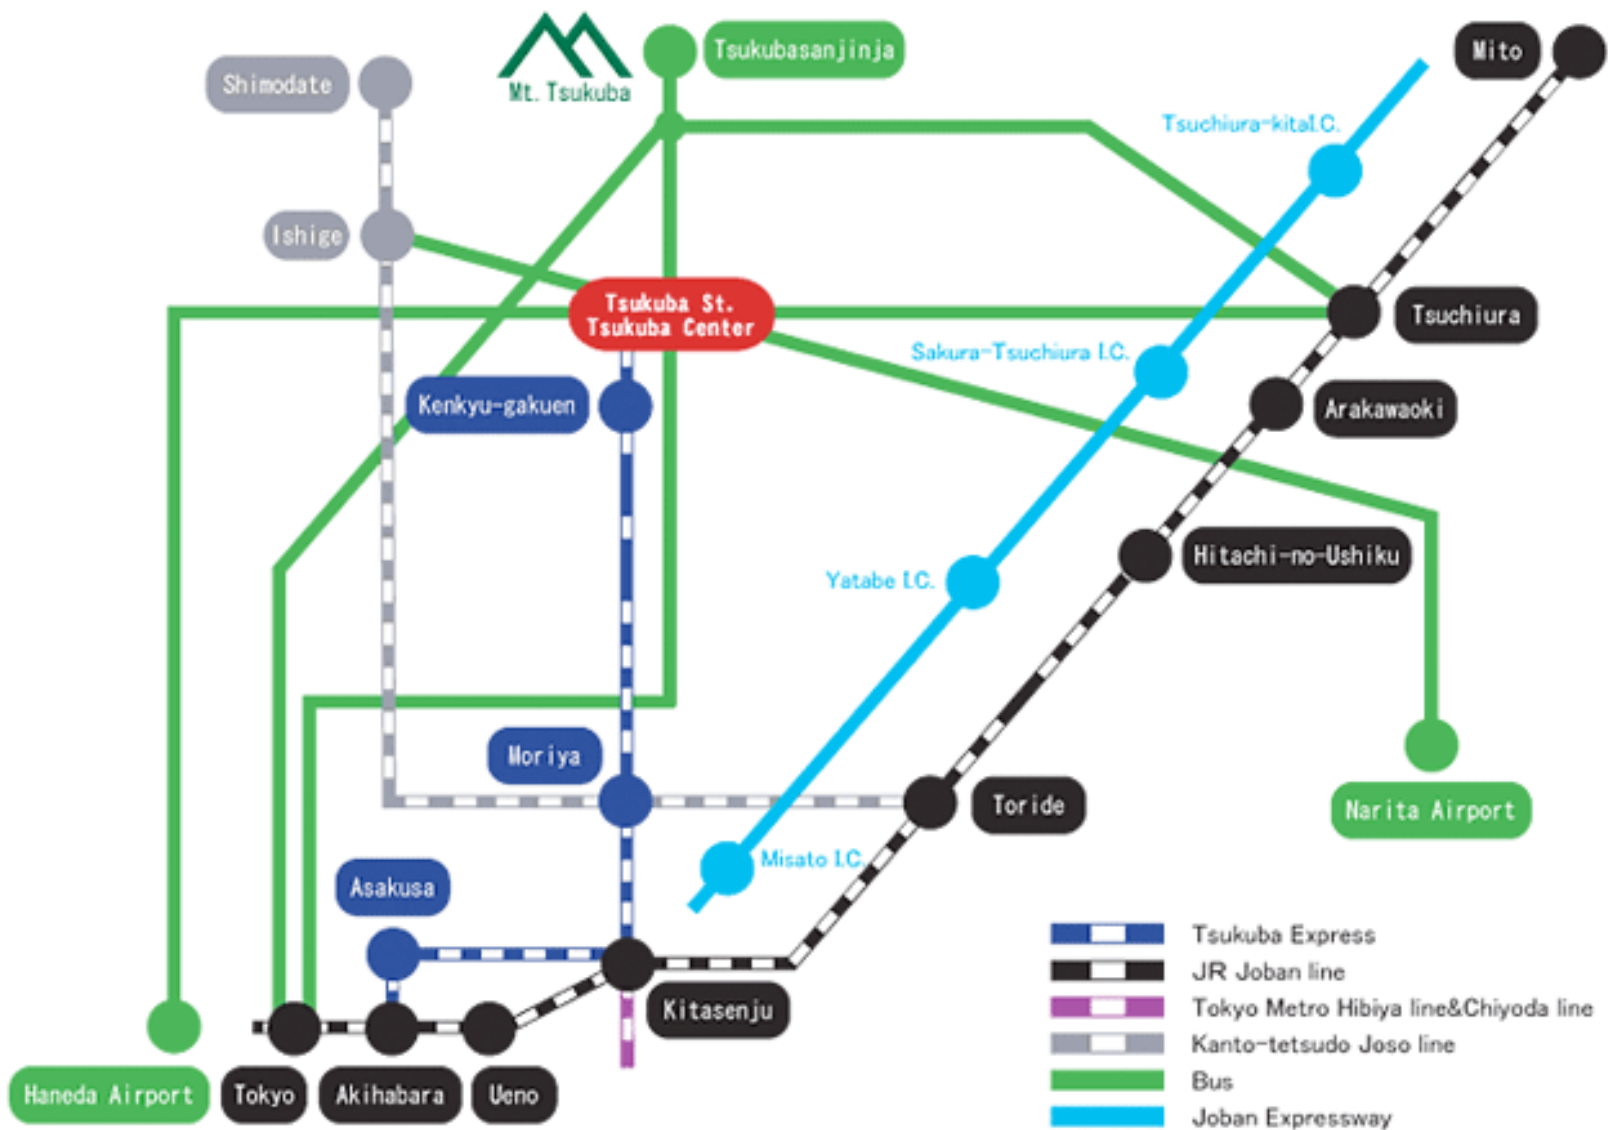 Tsukubasanjinja
Mito
Shimodate
Mt. Tsukuba
Tsuchiura-kitaI.C.
Ishige
Tsukuba St.
Tsukuba Center
Tsuchiura
Sakura-Tsuchiura I.C.
Kenkyu-gakuen
Arakawaoki
Hitachi-no-Ushiku
Yatabe I.C.
Moriya
Toride
Narita Airport
Misato I.C.
Asakusa
Tsukuba Express
JR Joban line
Kitasenju
Tokyo Metro Hibiya line&Chiyoda line
Kanto-tetsudo Joso line
Bus
Haneda Airport
Tokyo
Akihabara
Ueno
Joban Expressway